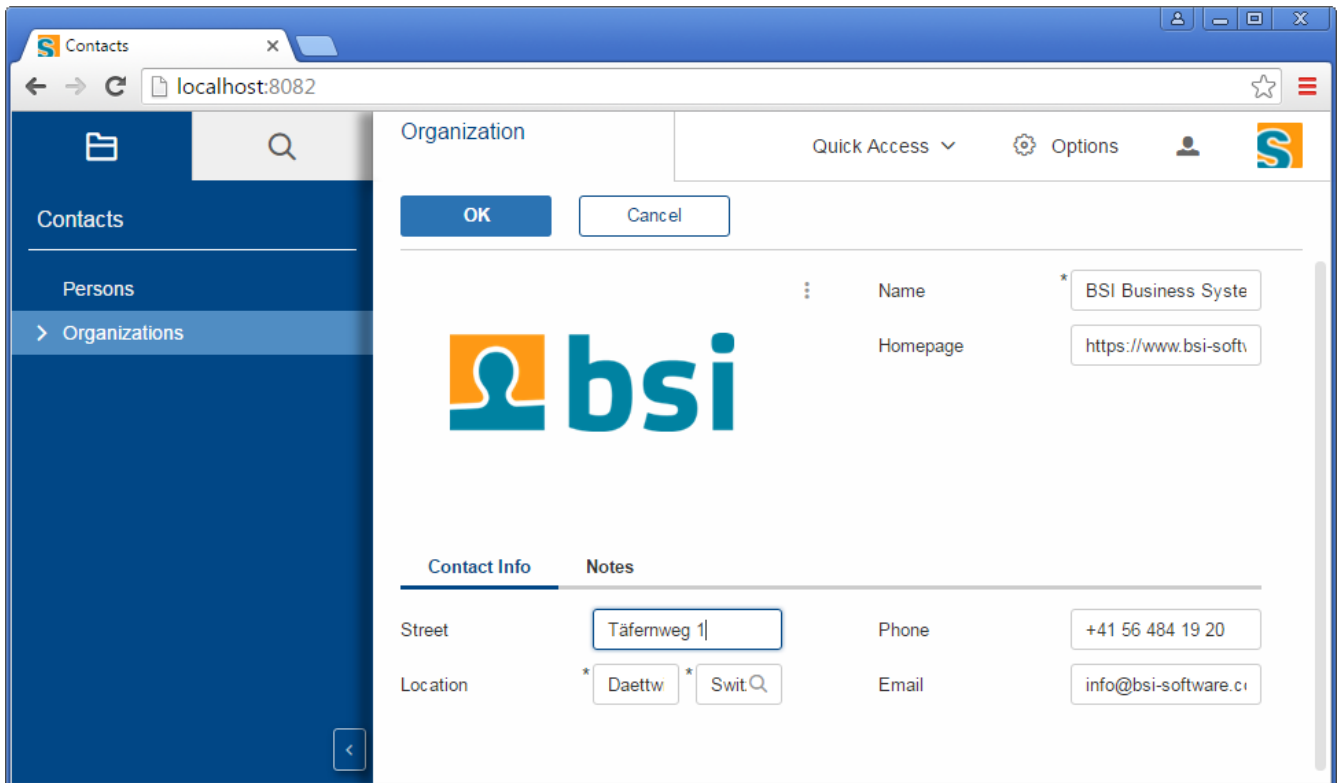 Contacts
localhost:8082
Organization
Quick Access
Options
OK
Cancel
Contacts
Persons
Organizations
bsi
Name
*
BSI Business Syste
Homepage
https://www.bsi-soft
Contact Info
Notes
Street
Täfernweg 1
Phone
+41 56 484 19 20
Location
* Daettw
* Swit
Email
info@bsi-software.c